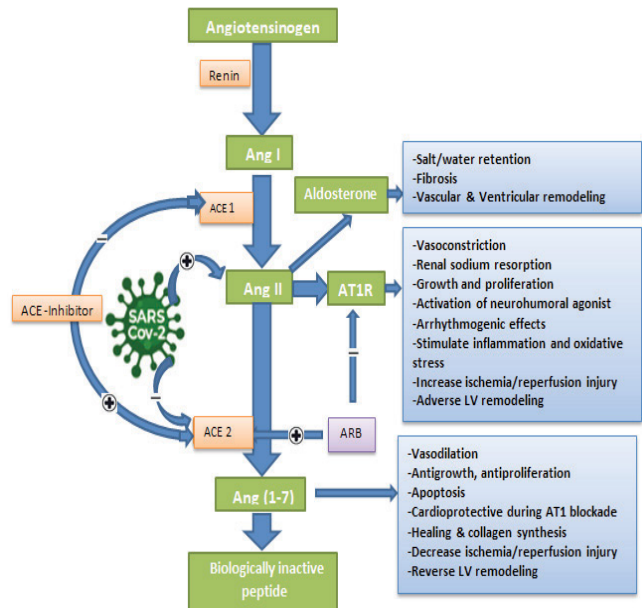 Angiotensinogen
Renin
Ang I
ACE 1
Aldosterone
-Salt/water retention
-Fibrosis
-Vascular & Ventricular remodeling
+
–
Ang II
AT1R
-Vasoconstriction
-Renal sodium resorption
-Growth and proliferation
-Activation of neurohumoral agonist
-Arrhythmogenic effects
-Stimulate inflammation and oxidative
stress
-Increase ischemia/reperfusion injury
-Adverse LV remodeling
ACE-Inhibitor
SARS
Cov-2
–
–
+
ACE 2
+
ARB
Ang (1-7)
-Vasodilation
-Antigrowth, antiproliferation
-Apoptosis
-Cardioprotective during AT1 blockade
-Healing & collagen synthesis
-Decrease ischemia/reperfusion injury
-Reverse LV remodeling
Biologically inactive
peptide